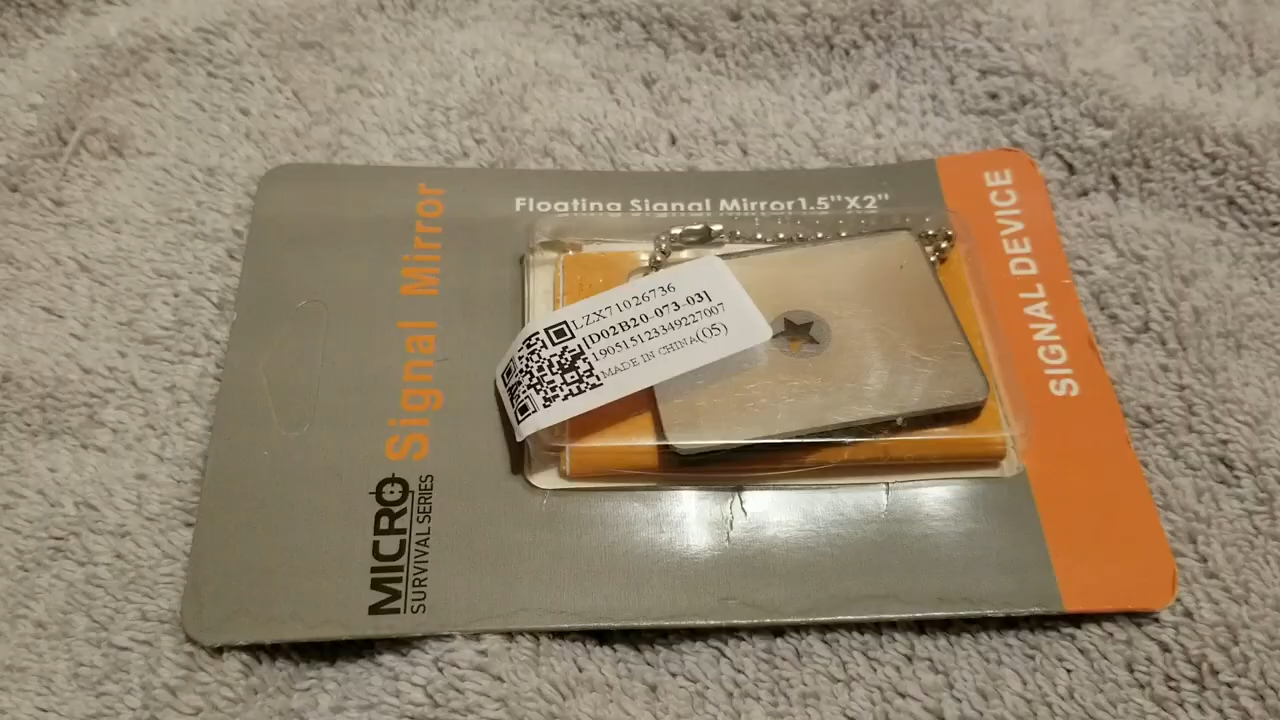 Floating Signal Mirror1.5"X2"
SIGNAL DEVICE
Signal Mirror
MICRO
SURVIVAL SERIES
LZX71026736
[D02B20-073-03]
190515123349227007
MADE IN CHINA(05)